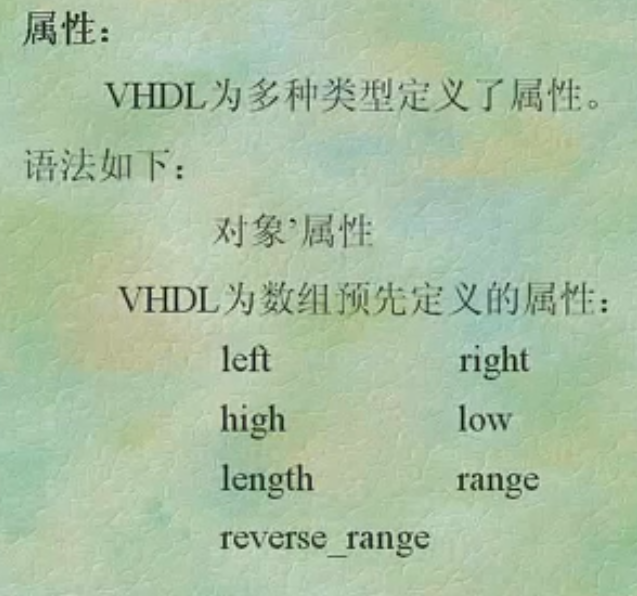 属性：
VHDL为多种类型定义了属性。
语法如下：
对象’属性
VHDL为数组预先定义的属性：
left right
high low
length range
reverse_range